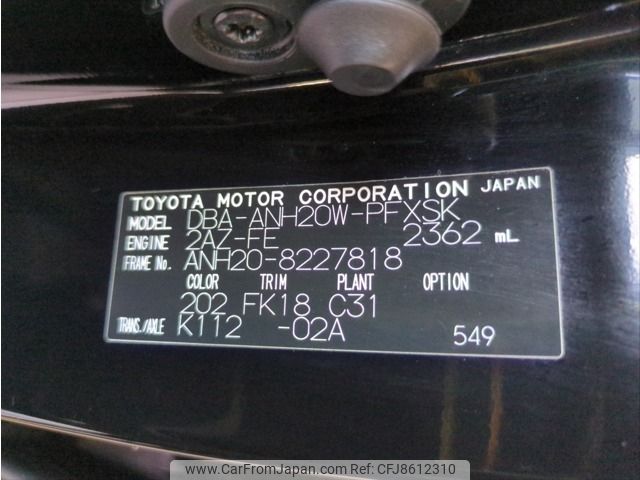 TOYOTA MOTOR CORPORATION JAPAN
MODEL DBA-ANH20W-PFXSK
ENGINE 2AZ-FE 2362 mL
FRAME No. ANH20-8227818
COLOR TRIM PLANT OPTION
202 FK18 C31
TRANS./AXLE K112 -02A 549
www.CarFromJapan.com | Ref:CFJ8612310